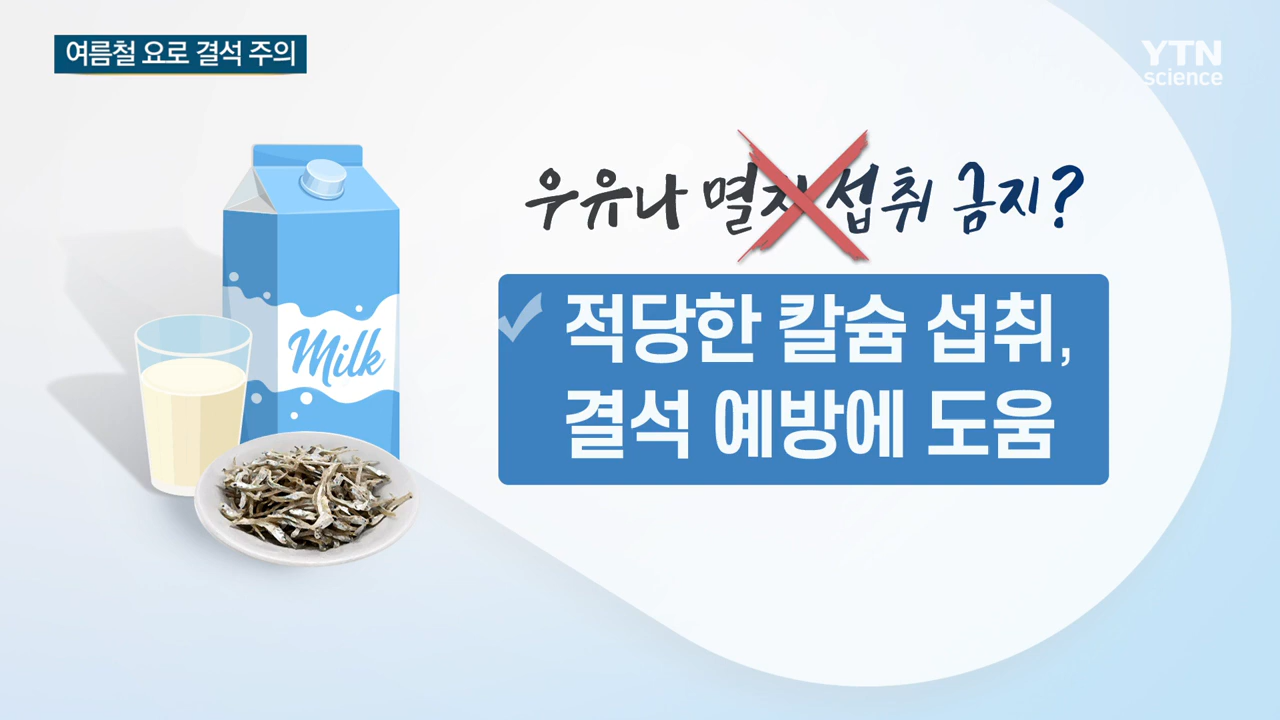 여름철 요로 결석 주의
YTN
science
우유나 멸치 섭취 금지?
적당한 칼슘 섭취,
결석 예방에 도움
Milk